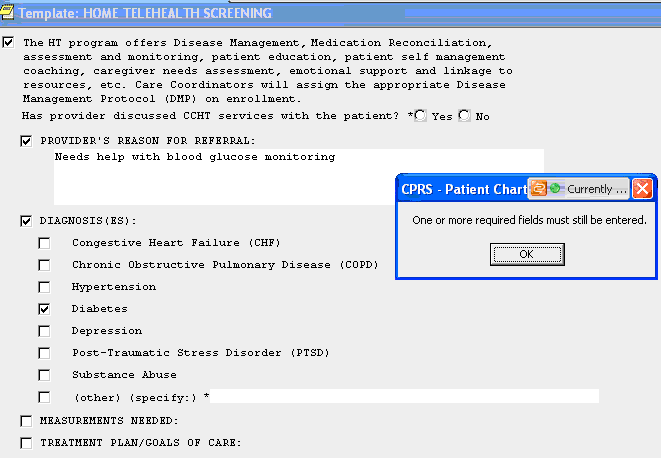 Template: HOME TELEHEALTH SCREENING
The HT program offers Disease Management, Medication Reconciliation,
assessment and monitoring, patient education, patient self management
coaching, caregiver needs assessment, emotional support and linkage to
resources, etc. Care Coordinators will assign the appropriate Disease
Management Protocol (DMP) on enrollment.
Has provider discussed CCHT services with the patient? * Yes No
PROVIDER'S REASON FOR REFERRAL:
Needs help with blood glucose monitoring
CPRS - Patient Chart Currently ...
One or more required fields must still be entered.
OK
DIAGNOSIS(ES):
Congestive Heart Failure (CHF)
Chronic Obstructive Pulmonary Disease (COPD)
Hypertension
Diabetes
Depression
Post-Traumatic Stress Disorder (PTSD)
Substance Abuse
(other) (specify:) *
MEASUREMENTS NEEDED:
TREATMENT PLAN/GOALS OF CARE: